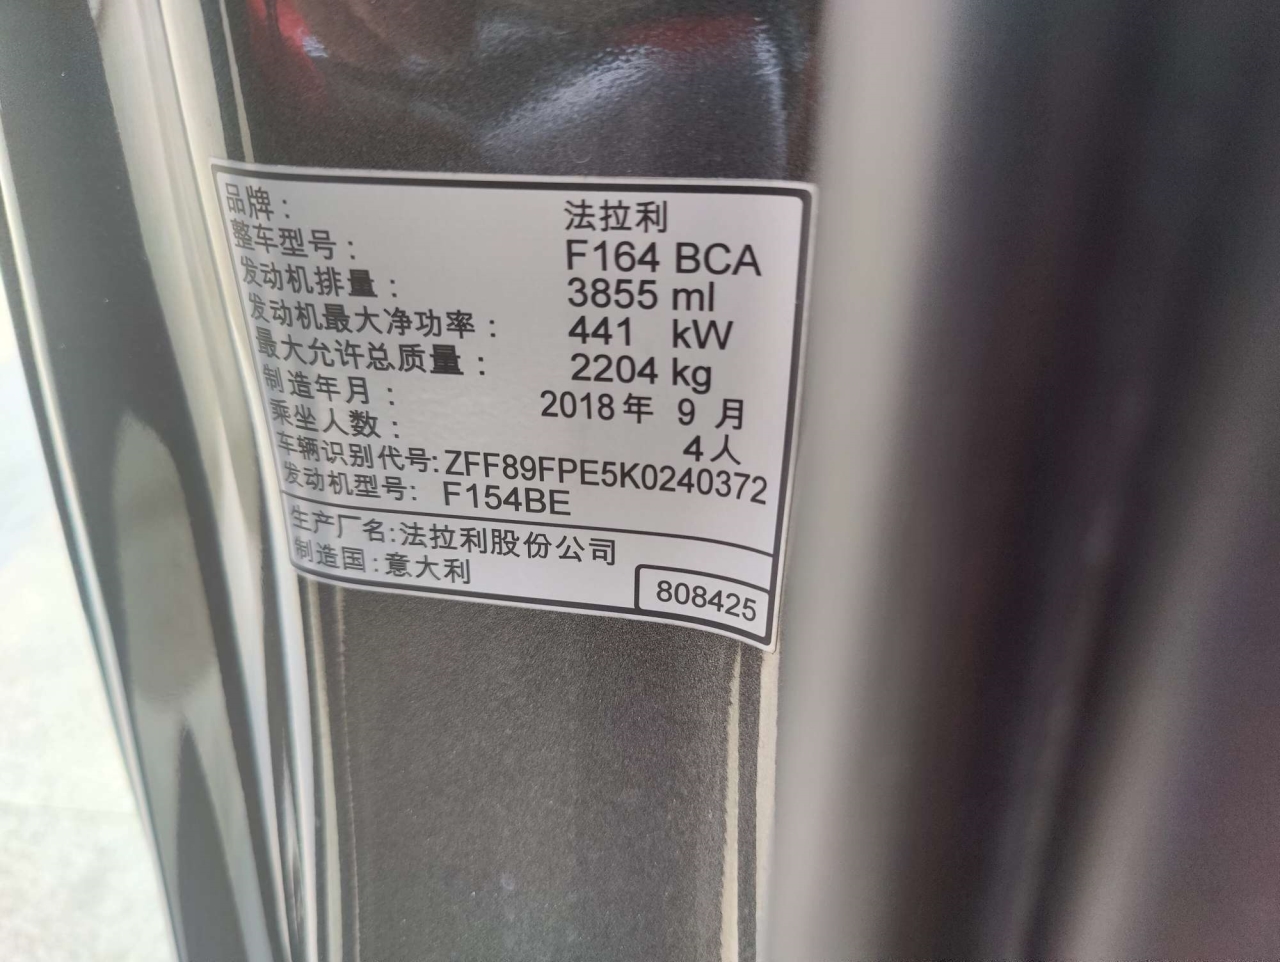 品牌: 法拉利
整车型号: F164 BCA
发动机排量: 3855 ml
发动机最大净功率: 441 kW
最大允许总质量: 2204 kg
制造年月: 2018年 9 月
乘坐人数: 4人
车辆识别代号:ZFF89FPE5K0240372
发动机型号: F154BE
生产厂名:法拉利股份公司
制造国:意大利
808425